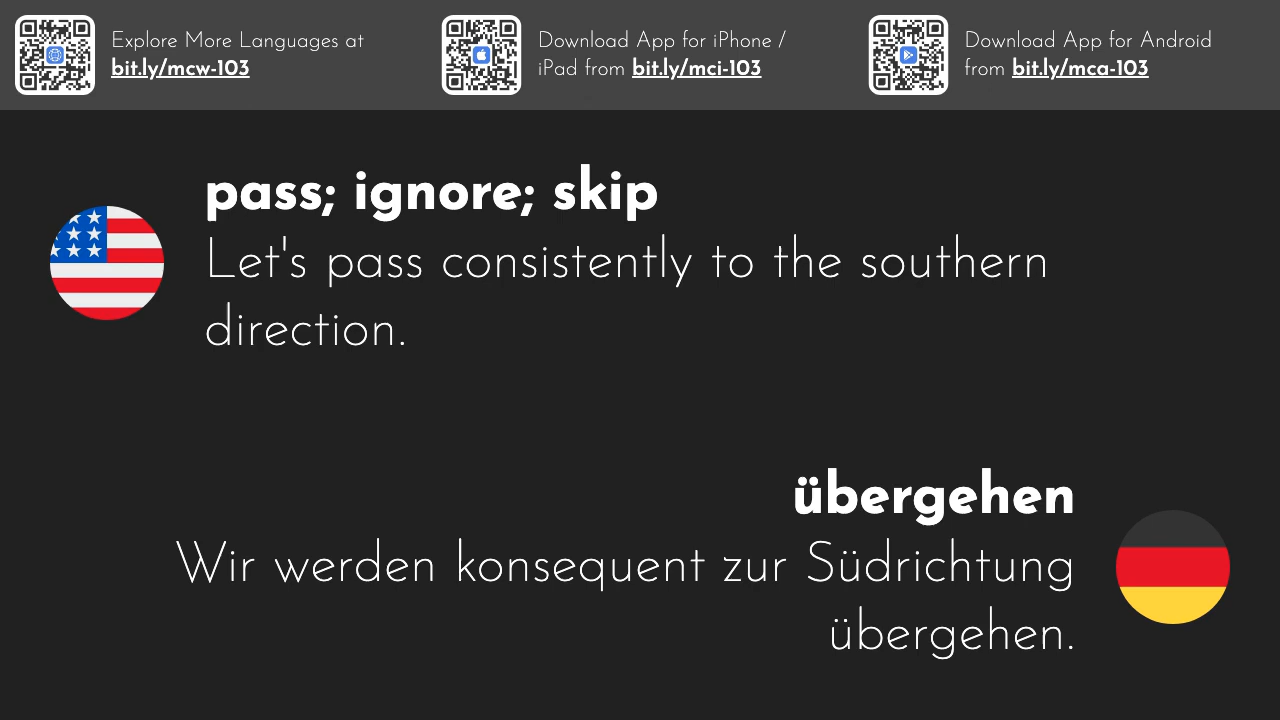 Explore More Languages at
bit.ly/mcw-103
Download App for iPhone /
iPad from bit.ly/mci-103
Download App for Android
from bit.ly/mca-103
pass; ignore; skip
Let's pass consistently to the southern
direction.
übergehen
Wir werden konsequent zur Südrichtung
übergehen.